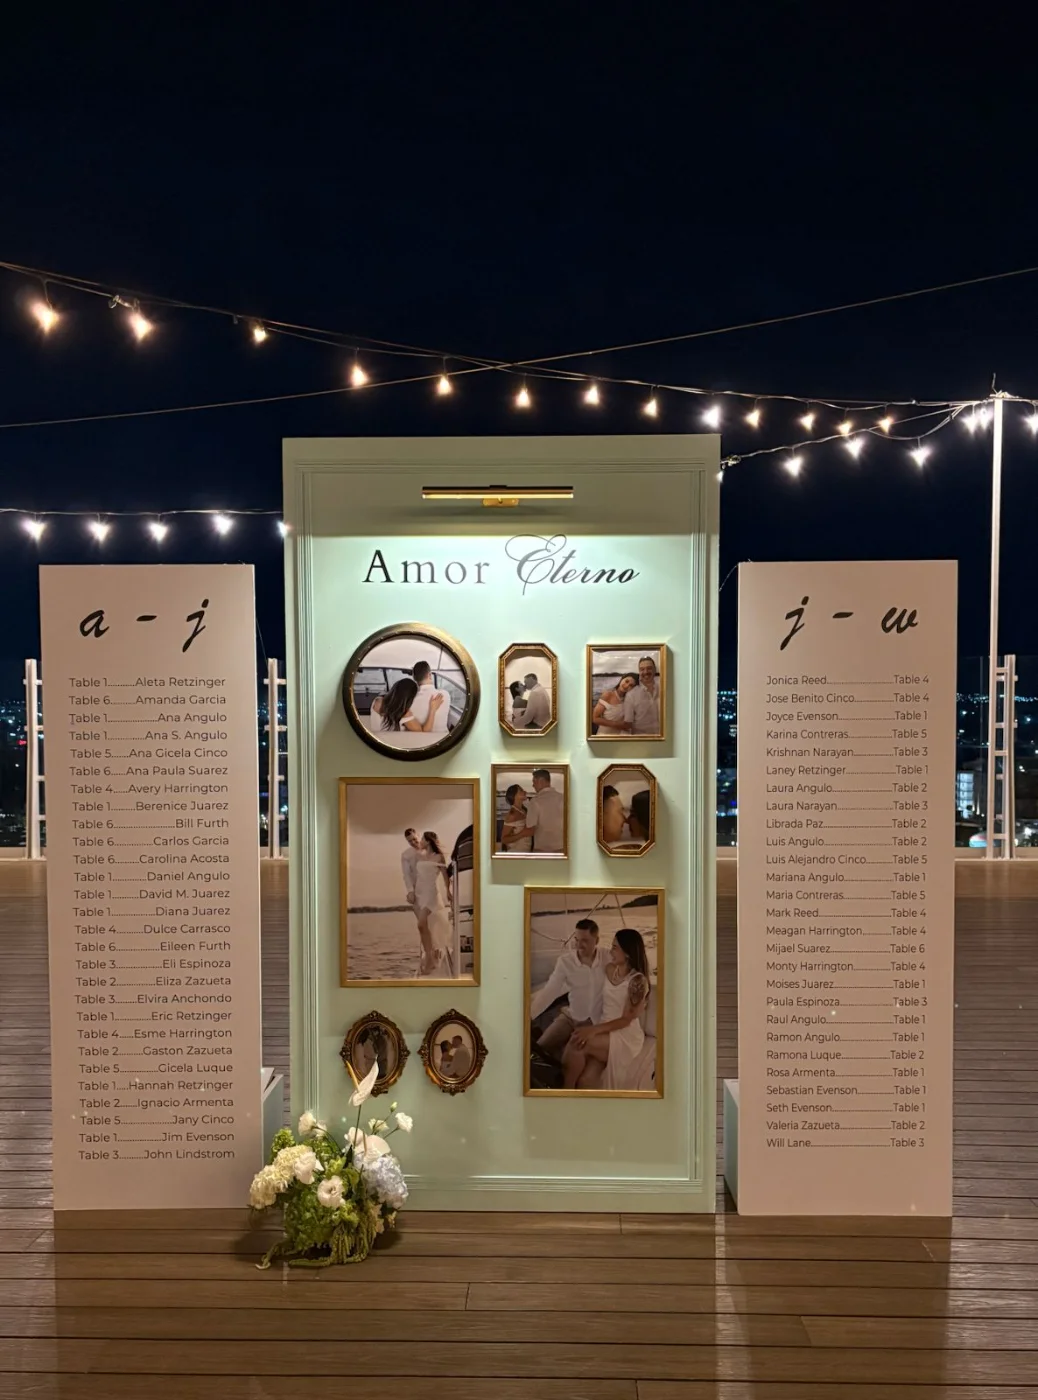 Amor Eterno
a - j
Table 1...........Aleta Retzinger
Table 6..........Amanda Garcia
Table 1....................Ana Angulo
Table 1................Ana S. Angulo
Table 5......Ana Gicela Cinco
Table 6......Ana Paula Suarez
Table 4......Avery Harrington
Table 1...........Berenice Juarez
Table 6........................Bill Furth
Table 6................Carlos Garcia
Table 6...........Carolina Acosta
Table 1...............Daniel Angulo
Table 1............David M. Juarez
Table 1.................Diana Juarez
Table 4............Dulce Carrasco
Table 6..................Eileen Furth
Table 3...................Eli Espinoza
Table 2.................Eliza Zazueta
Table 3.........Elvira Anchondo
Table 1...............Eric Retzinger
Table 4......Esme Harrington
Table 2..........Gaston Zazueta
Table 5................Gicela Luque
Table 1.....Hannah Retzinger
Table 2.......Ignacio Armenta
Table 5.................Jany Cinco
Table 1....................Jim Evenson
Table 3..........John Lindstrom
j - w
Jonica Reed...........................Table 4
Jose Benito Cinco................Table 4
Joyce Evenson.......................Table 1
Karina Contreras..................Table 5
Krishnan Narayan................Table 3
Laney Retzinger....................Table 1
Laura Angulo.........................Table 2
Laura Narayan.......................Table 3
Librada Paz............................Table 2
Luis Angulo............................Table 2
Luis Alejandro Cinco............Table 5
Mariana Angulo....................Table 1
Maria Contreras....................Table 5
Mark Reed..............................Table 4
Meagan Harrington.............Table 4
Mijael Suarez.........................Table 6
Monty Harrington................Table 4
Moises Juarez........................Table 1
Paula Espinoza......................Table 3
Raul Angulo...........................Table 1
Ramon Angulo......................Table 1
Ramona Luque.....................Table 2
Rosa Armenta.......................Table 1
Sebastian Evenson...............Table 1
Seth Evenson........................Table 1
Valeria Zazueta.....................Table 2
Will Lane................................Table 3